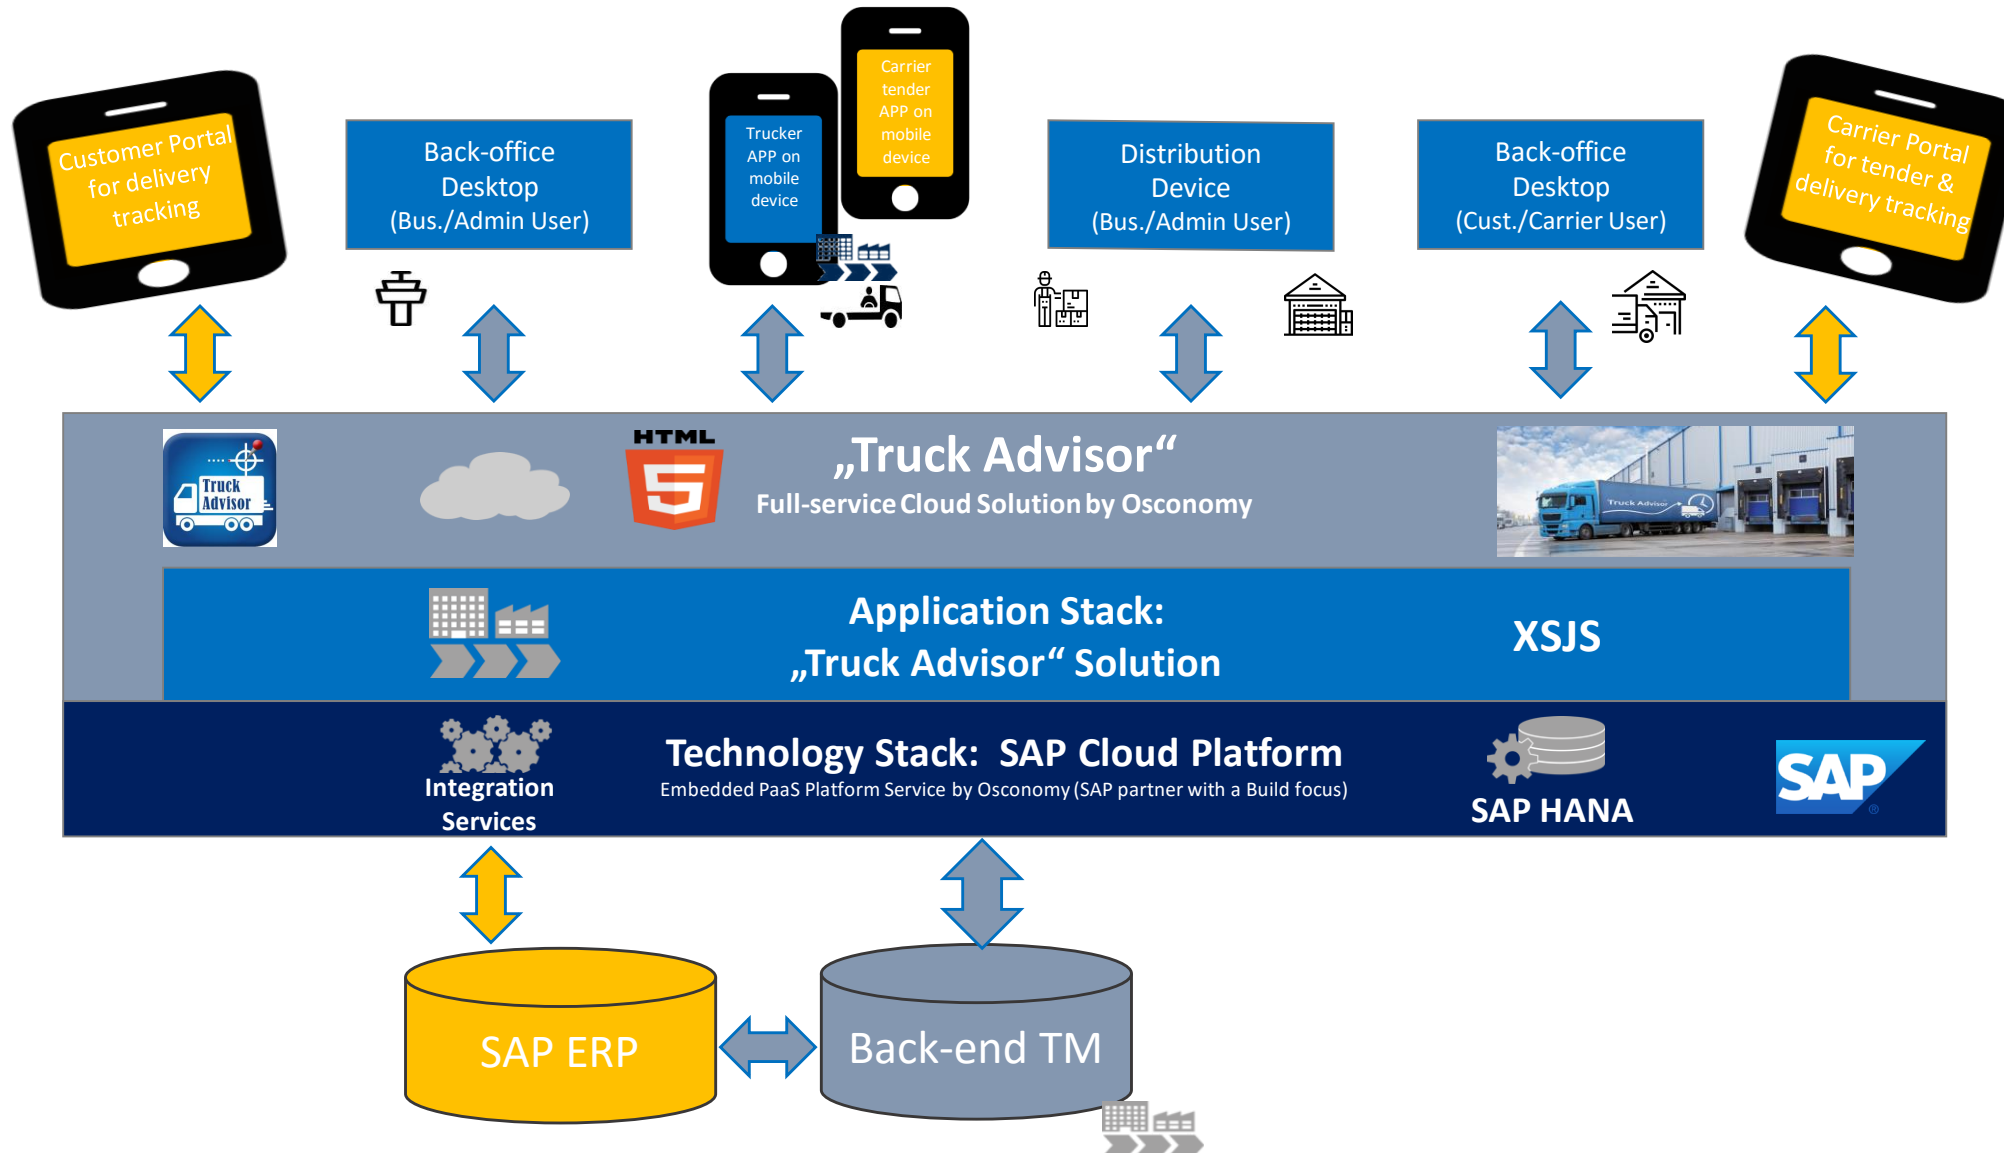 Customer Portal
for delivery
tracking
Back-office
Desktop
(Bus./Admin User)
Trucker
APP on
mobile
device
Carrier
tender
APP on
mobile
device
Distribution
Device
(Bus./Admin User)
Back-office
Desktop
(Cust./Carrier User)
Carrier Portal
for tender &
delivery tracking
Truck
Advisor
HTML
5
„Truck Advisor“
Full-service Cloud Solution by Osconomy
Truck Advisor
Application Stack:
„Truck Advisor“ Solution
XSJS
Integration
Services
Technology Stack: SAP Cloud Platform
Embedded PaaS Platform Service by Osconomy (SAP partner with a Build focus)
SAP HANA
SAP ®
SAP ERP
Back-end TM